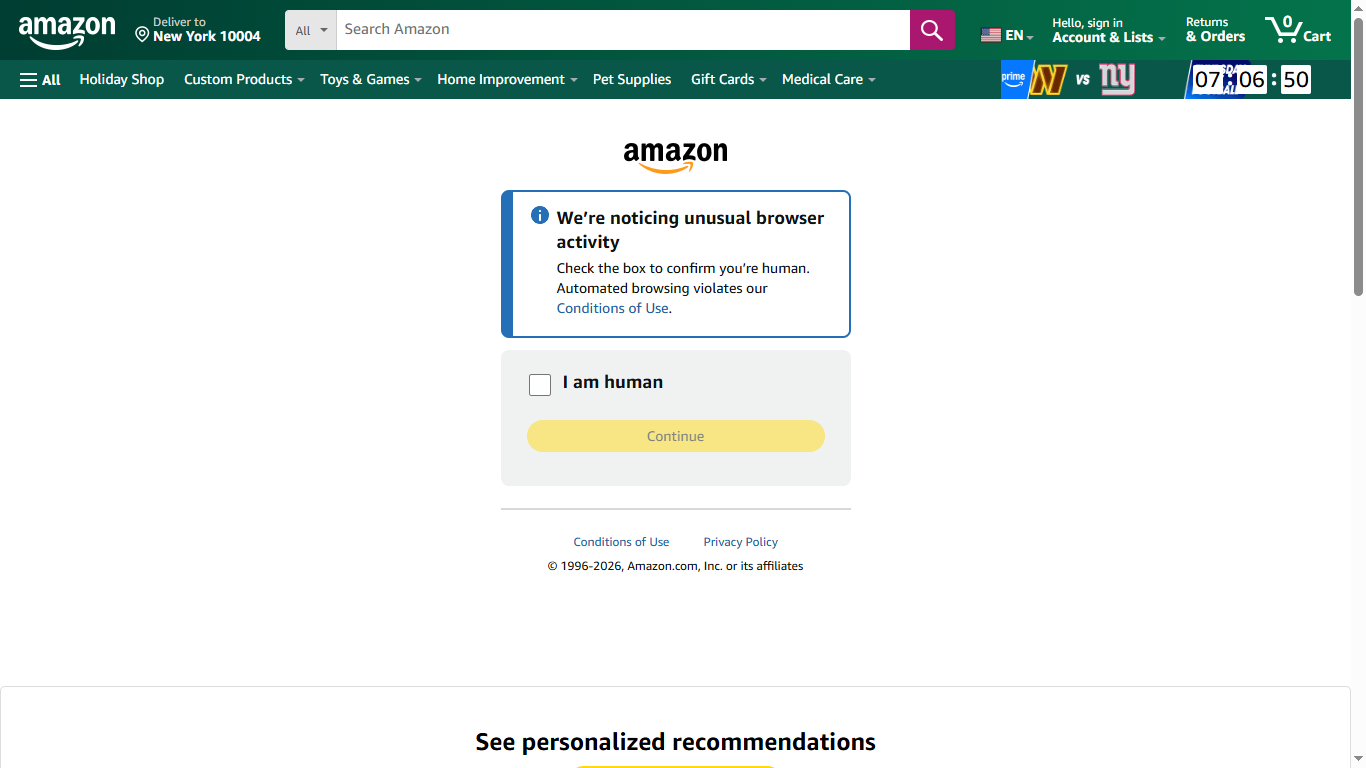 amazon
Deliver to
New York 10004
All
Search Amazon
EN
Hello, sign in
Account & Lists
Returns
& Orders
0
Cart
All
Holiday Shop
Custom Products
Toys & Games
Home Improvement
Pet Supplies
Gift Cards
Medical Care
prime
W
VS
ny
07:06:50
amazon
We're noticing unusual browser
activity
Check the box to confirm you're human.
Automated browsing violates our
Conditions of Use.
I am human
Continue
Conditions of Use
Privacy Policy
© 1996-2026, Amazon.com, Inc. or its affiliates
See personalized recommendations